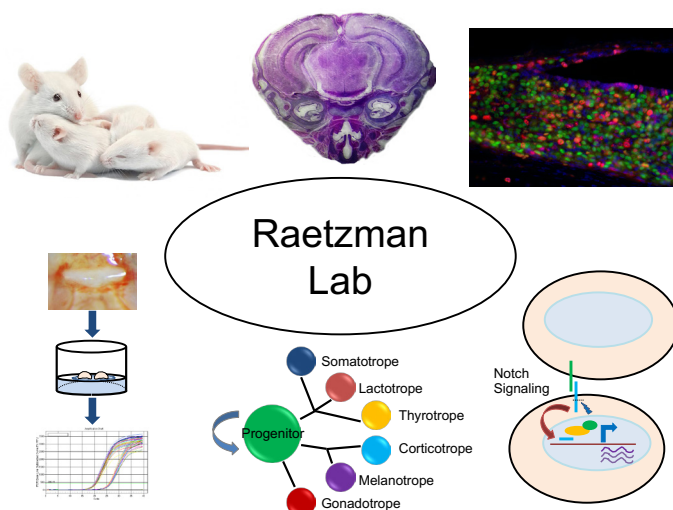 Raetzman
Lab
Somatotrope
Lactotrope
Thyrotrope
Progenitor
Corticotrope
Melanotrope
Gonadotrope
Notch
Signaling